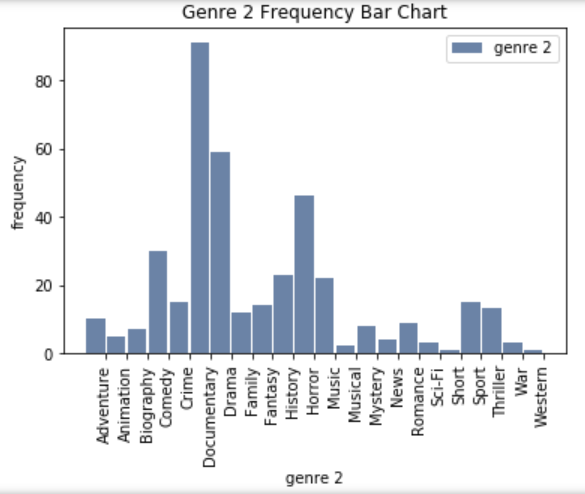 Genre 2 Frequency Bar Chart
genre 2
frequency
80
60
40
20
0
Adventure
Animation
Biography
Comedy
Crime
Documentary
Drama
Family
Fantasy
History
Horror
Music
Musical
Mystery
News
Romance
Sci-Fi
Short
Sport
Thriller
War
Western
genre 2